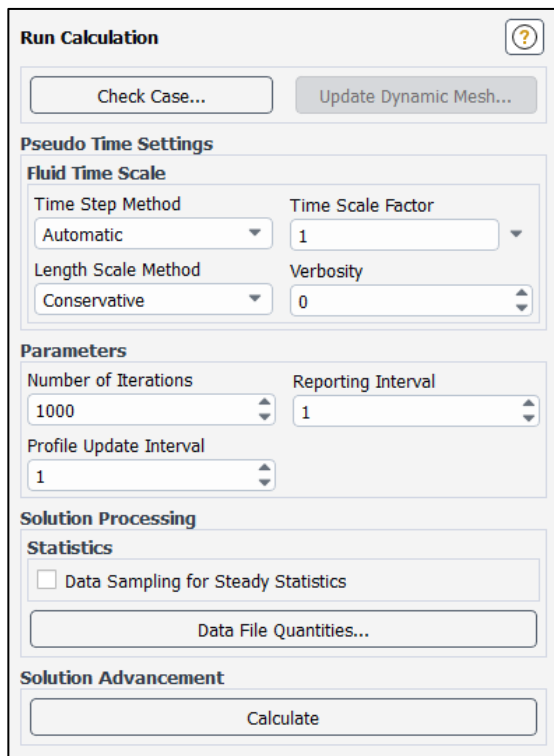 Run Calculation
?
Check Case... Update Dynamic Mesh...
Pseudo Time Settings
Fluid Time Scale
Time Step Method Time Scale Factor
Automatic 1
Length Scale Method Verbosity
Conservative 0
Parameters
Number of Iterations Reporting Interval
1000 1
Profile Update Interval
1
Solution Processing
Statistics
Data Sampling for Steady Statistics
Data File Quantities...
Solution Advancement
Calculate